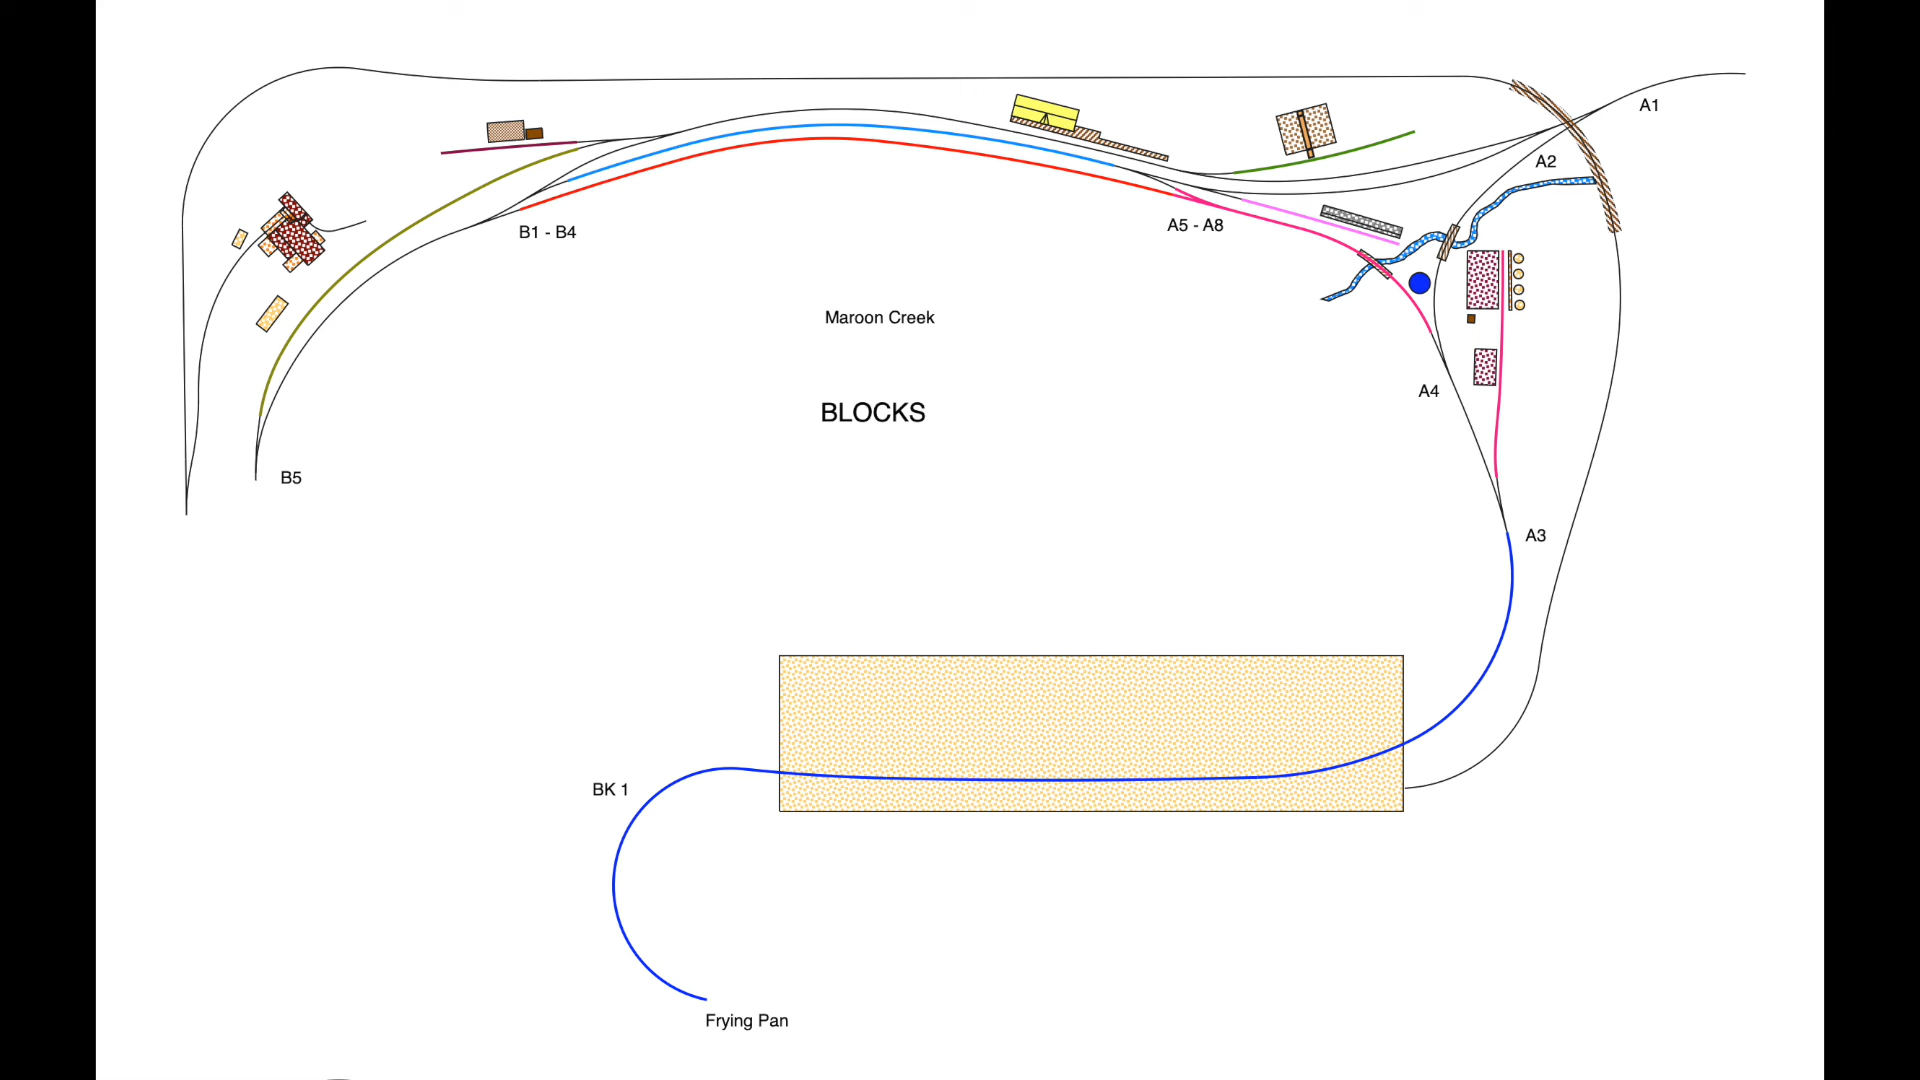 A1
A2
B1 - B4
A5 - A8
Maroon Creek
A4
BLOCKS
B5
A3
BK 1
Frying Pan